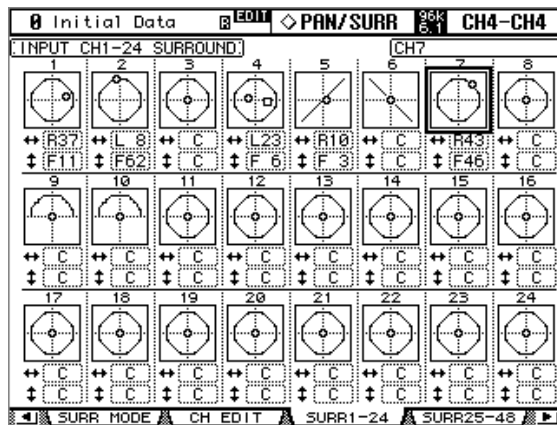 0 Initial Data EDIT PAN/SURR 96k 6.1 CH4-CH4
INPUT CH1-24 SURROUND CH7
1 2 3 4 5 6 7 8
R37 L 8 C L23 R10 C R43 C
F11 F62 C F 6 F 3 C F46 C
9 10 11 12 13 14 15 16
C C C C C C C C
C C C C C C C C
17 18 19 20 21 22 23 24
C C C C C C C C
C C C C C C C C
SURR MODE CH EDIT SURR1-24 SURR25-48